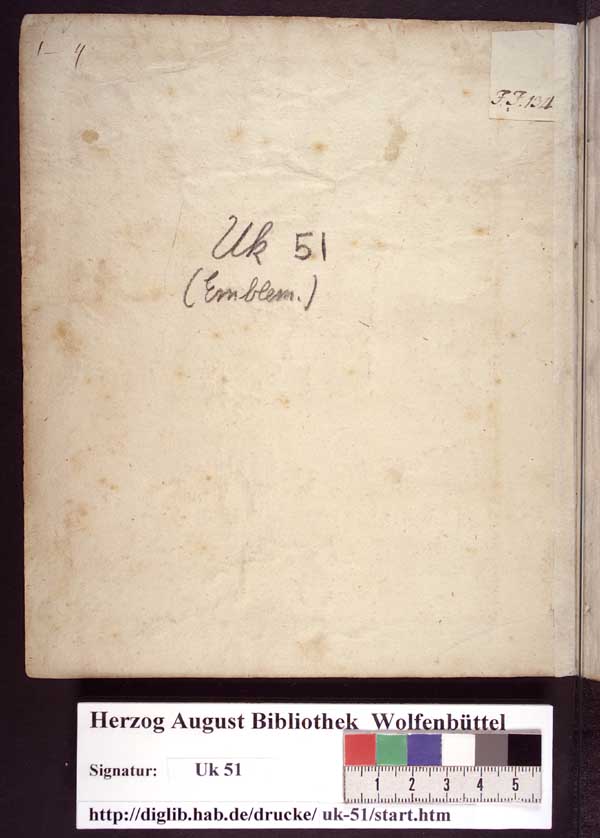 1 – 4
F.F. 134
Uk 51
(Emblem.)
Herzog August Bibliothek Wolfenbüttel
Signatur: Uk 51
1 2 3 4 5
http://diglib.hab.de/drucke/ uk-51/start.htm